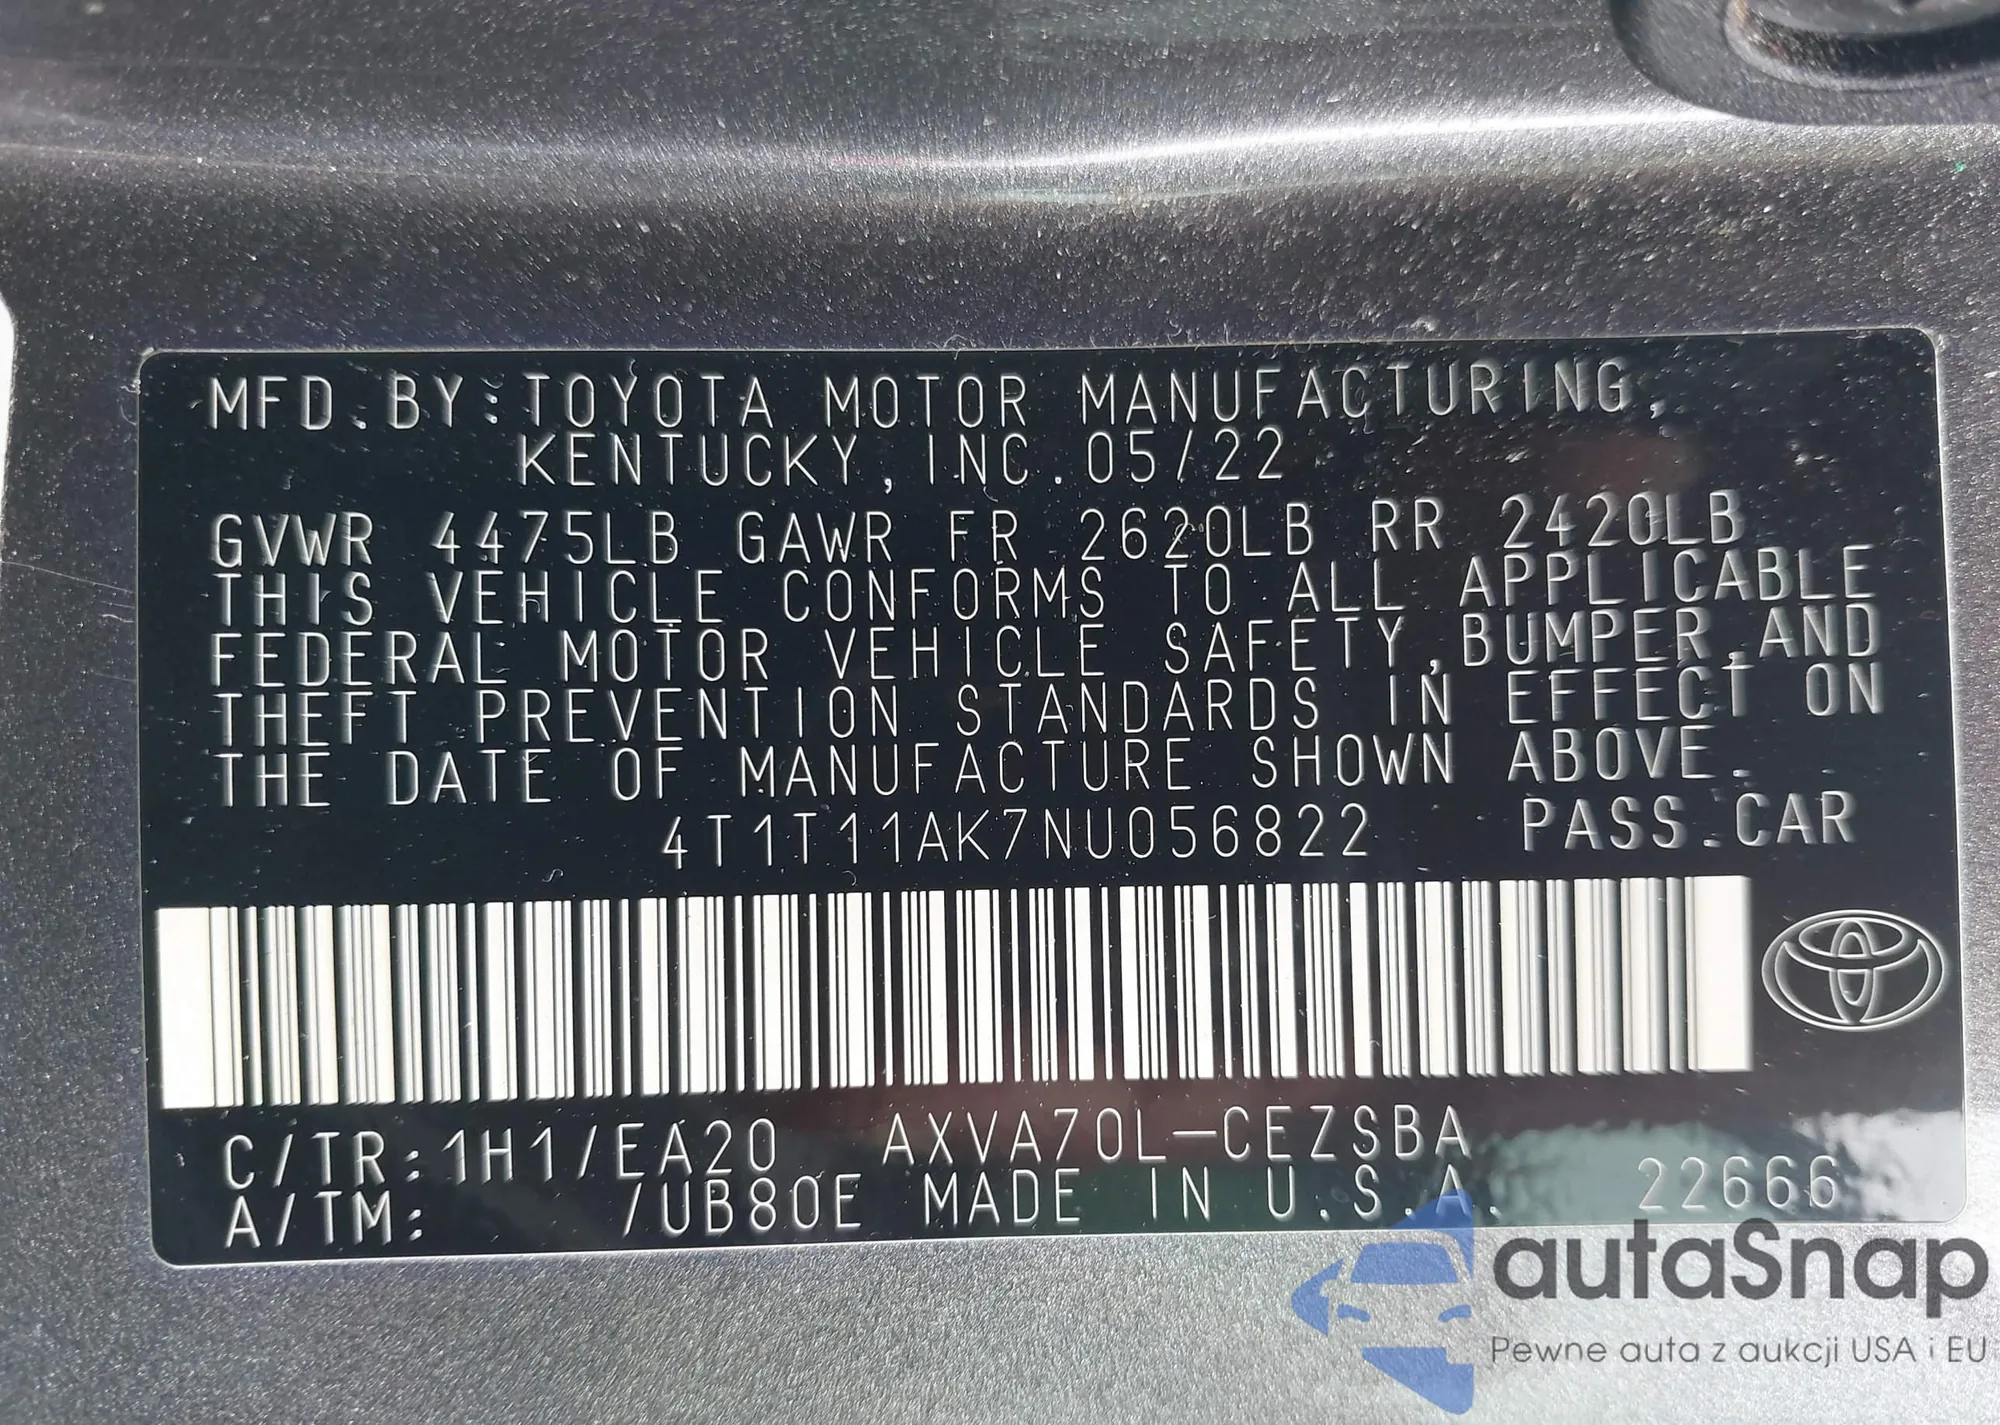 MFD.BY:TOYOTA MOTOR MANUFACTURING,
KENTUCKY,INC.05/22
GVWR 4475LB GAWR FR 2620LB RR 2420LB
THIS VEHICLE CONFORMS TO ALL APPLICABLE
FEDERAL MOTOR VEHICLE SAFETY,BUMPER,AND
THEFT PREVENTION STANDARDS IN EFFECT ON
THE DATE OF MANUFACTURE SHOWN ABOVE.
4T1T11AK7NU056822 PASS.CAR
C/TR:1H1/EA20 AXVA70L-CEZSBA
A/TM: /UB80E MADE IN U.S.A. 22666
autaSnap
Pewne auta z aukcji USA i EU